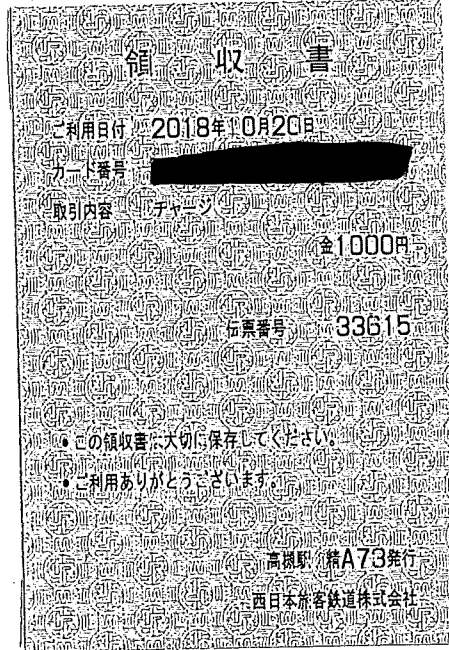 領収書
ご利用日付 2018年10月20日
カード番号
取引内容 チャージ
金1000円
伝票番号 33615
•この領収書は大切に保存してください。
•ご利用ありがとうございます。
高槻駅 精A73発行
西日本旅客鉄道株式会社